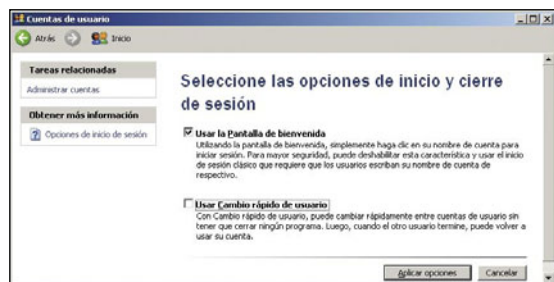 Cuentas de usuario
Atrás
Inicio
Tareas relacionadas
Administrar cuentas
Obtener más información
Opciones de inicio de sesión
Seleccione las opciones de inicio y cierre
de sesión
Usar la Pantalla de bienvenida
Utilizando la pantalla de bienvenida, simplemente haga clic en su nombre de cuenta para
iniciar sesión. Para mayor seguridad, puede deshabilitar esta característica y usar el inicio
de sesión clásico que requiere que los usuarios escriban su nombre de cuenta de
respectivo.
Usar Cambio rápido de usuario
Con Cambio rápido de usuario, puede cambiar rápidamente entre cuentas de usuario sin
tener que cerrar ningún programa. Luego, cuando el otro usuario termine, puede volver a
usar su cuenta.
Aplicar opciones
Cancelar